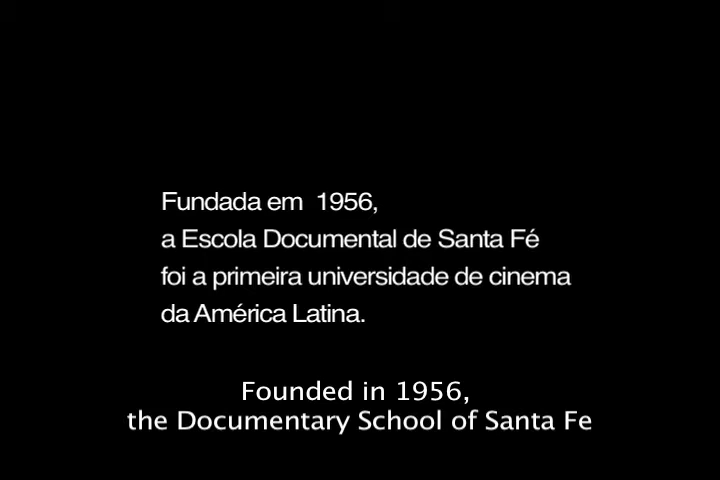 Fundada em 1956,
a Escola Documental de Santa Fé
foi a primeira universidade de cinema
da América Latina.
Founded in 1956,
the Documentary School of Santa Fe